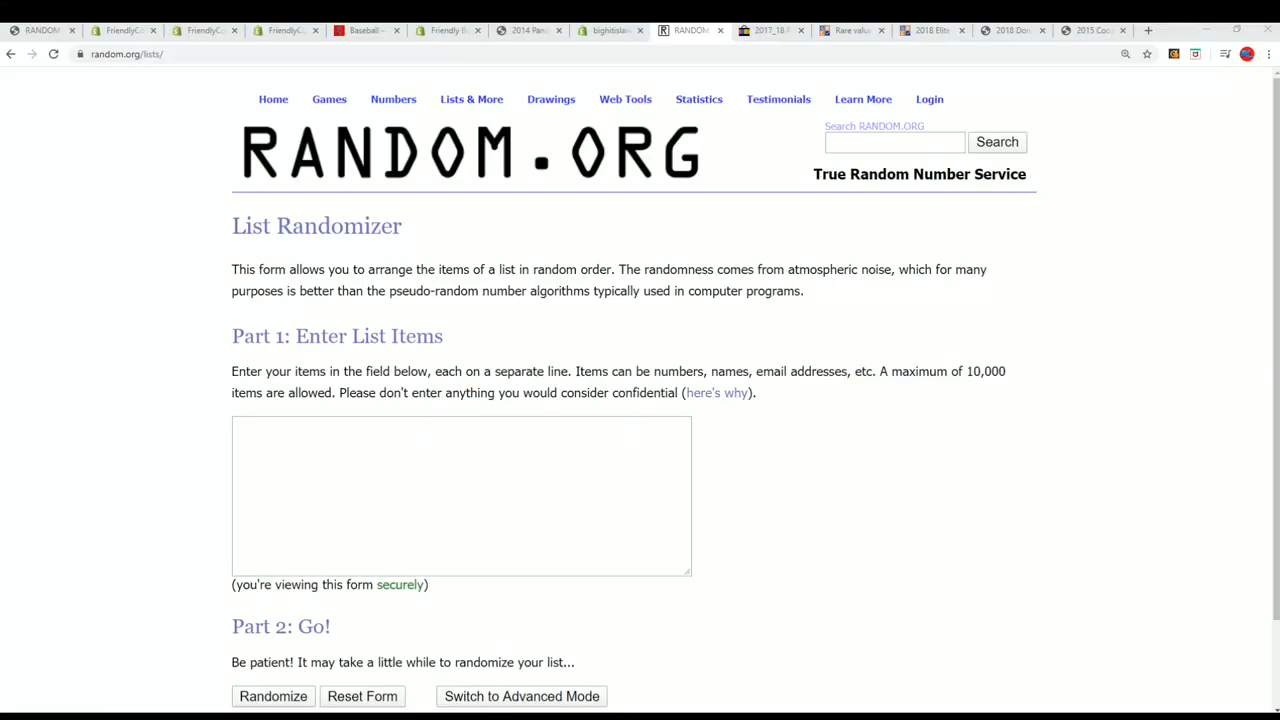 RANDOM
FriendlyC
FriendlyCo
FriendlyCu
Baseball –
Friendly B
2014 Pani
bighitislan
RANDOM.
2017_18 F
Rare value
2018 Elite
2018 Don
2015 Cod
random.org/lists/
Home Games Numbers Lists & More Drawings Web Tools Statistics Testimonials Learn More Login
RANDOM.ORG
Search RANDOM.ORG
Search
True Random Number Service
List Randomizer
This form allows you to arrange the items of a list in random order. The randomness comes from atmospheric noise, which for many
purposes is better than the pseudo-random number algorithms typically used in computer programs.
Part 1: Enter List Items
Enter your items in the field below, each on a separate line. Items can be numbers, names, email addresses, etc. A maximum of 10,000
items are allowed. Please don't enter anything you would consider confidential (here's why).
(you're viewing this form securely)
Part 2: Go!
Be patient! It may take a little while to randomize your list...
Randomize Reset Form Switch to Advanced Mode